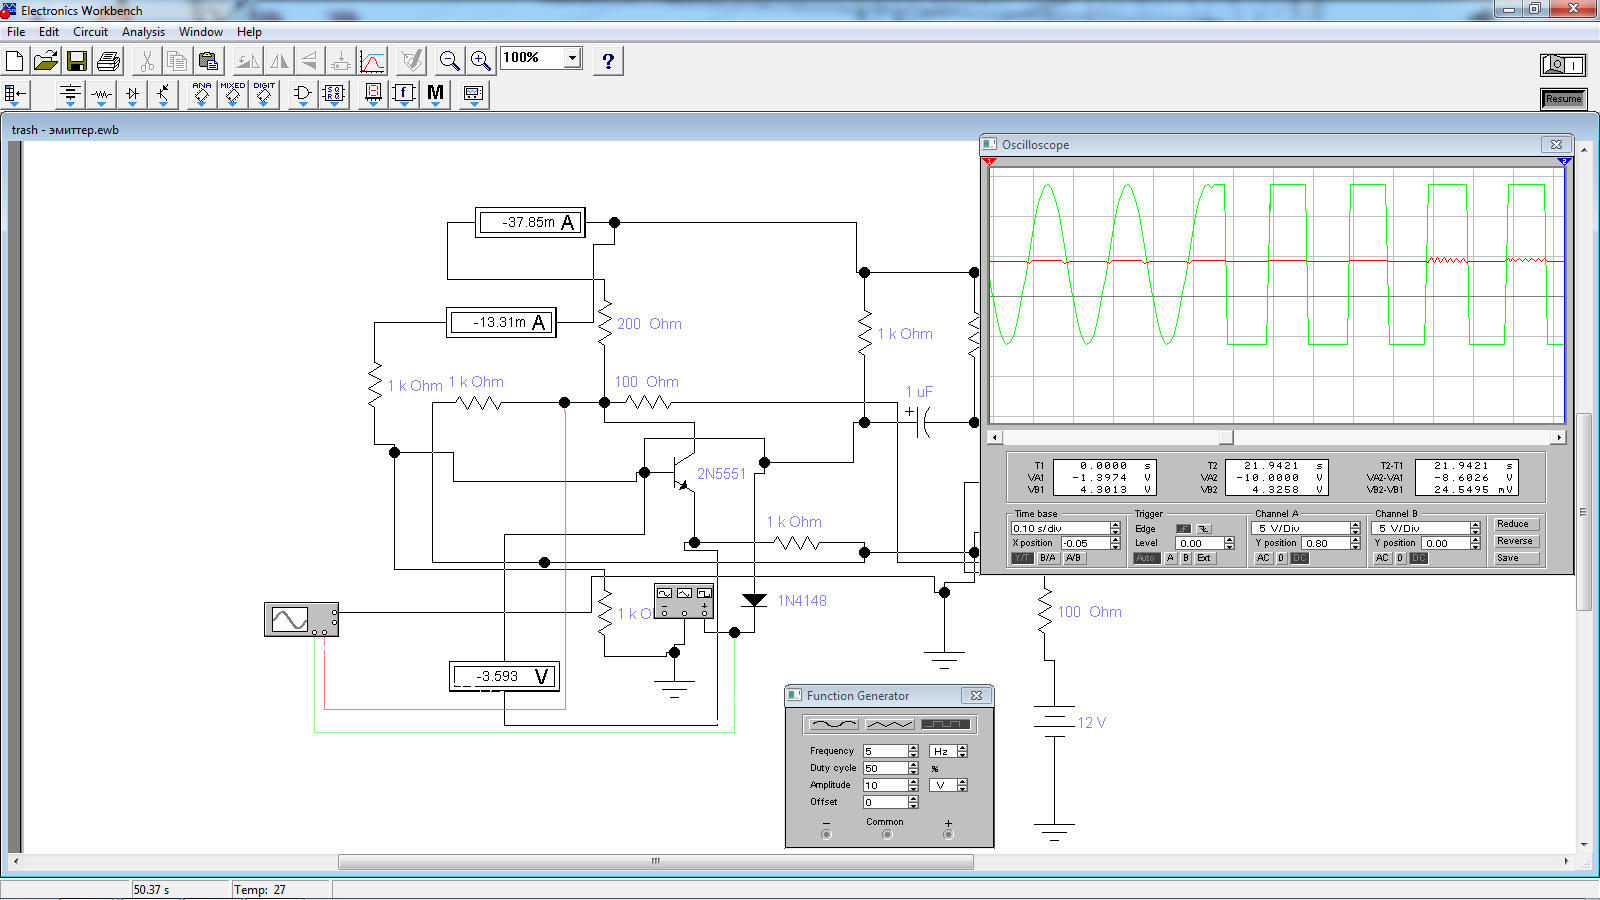 Electronics Workbench
File Edit Circuit Analysis Window Help
100%
?
ANA MIXED DIGIT
f M
Resume
trash - эмиттер.ewb
Oscilloscope
1 2
-37.85m A
-13.31m A
200 Ohm
1 k Ohm
1 k Ohm
1 k Ohm
100 Ohm
1 uF
+
2N5551
1 k Ohm
1N4148
1 k O
100 Ohm
-3.593 V
12 V
T1 0.0000 s
VA1 -1.3974 V
VB1 4.3013 V
T2 21.9421 s
VA2 -10.0000 V
VB2 4.3258 V
T2-T1 21.9421 s
VA2-VA1 -8.6026 V
VB2-VB1 24.5495 mV
Time base
0.10 s/div
X position -0.05
Y/T B/A A/B
Trigger
Edge
Level 0.00
Auto A B Ext
Channel A
5 V/Div
Y position 0.80
AC 0 DC
Channel B
5 V/Div
Y position 0.00
AC 0 DC
Reduce
Reverse
Save
Function Generator
Frequency 5 Hz
Duty cycle 50 %
Amplitude 10 V
Offset 0
− Common +
50.37 s Temp: 27